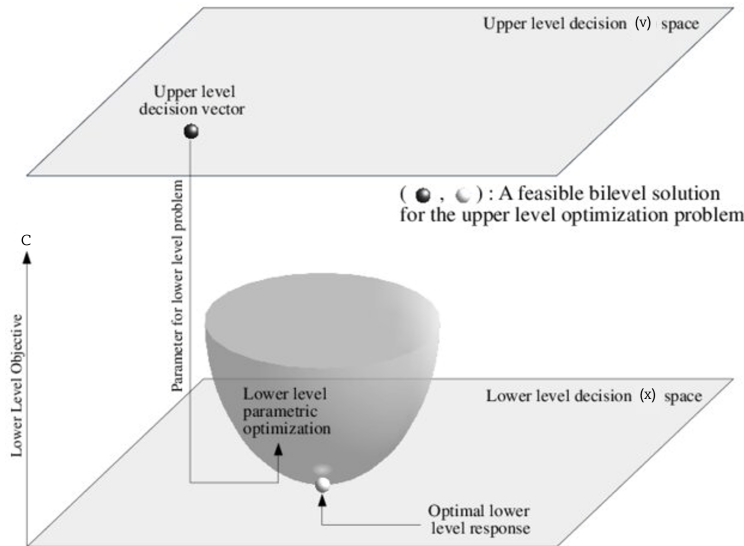 Upper level decision (v) space
Upper level
decision vector
( , ) : A feasible bilevel solution
for the upper level optimization problem
Parameter for lower level problem
C
Lower Level Objective
Lower level
parametric
optimization
Lower level decision (x) space
Optimal lower
level response